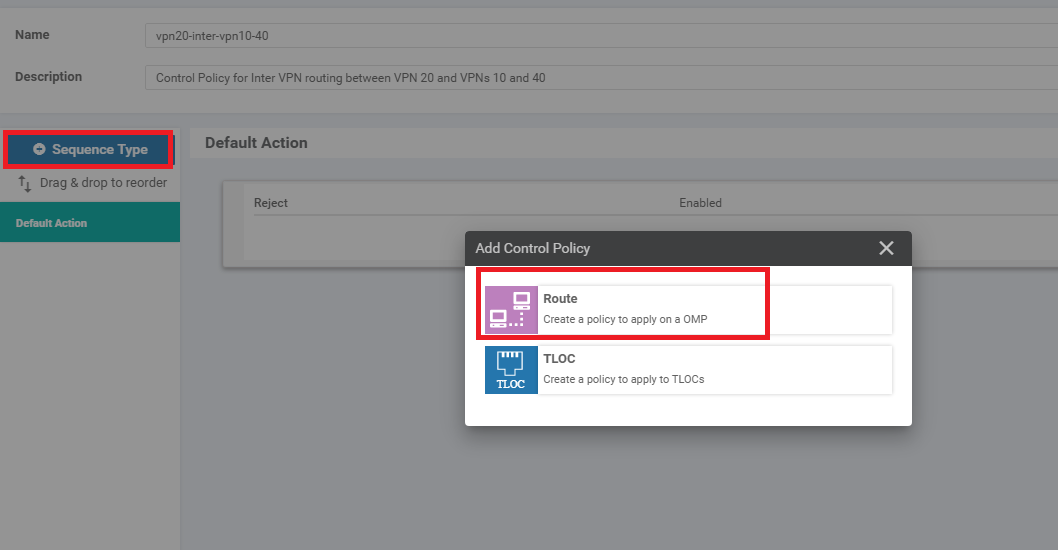 Name
vpn20-inter-vpn10-40
Description
Control Policy for Inter VPN routing between VPN 20 and VPNs 10 and 40
Sequence Type
Drag & drop to reorder
Default Action
Default Action
Reject
Enabled
Add Control Policy
Route
Create a policy to apply on a OMP
TLOC
TLOC
Create a policy to apply to TLOCs